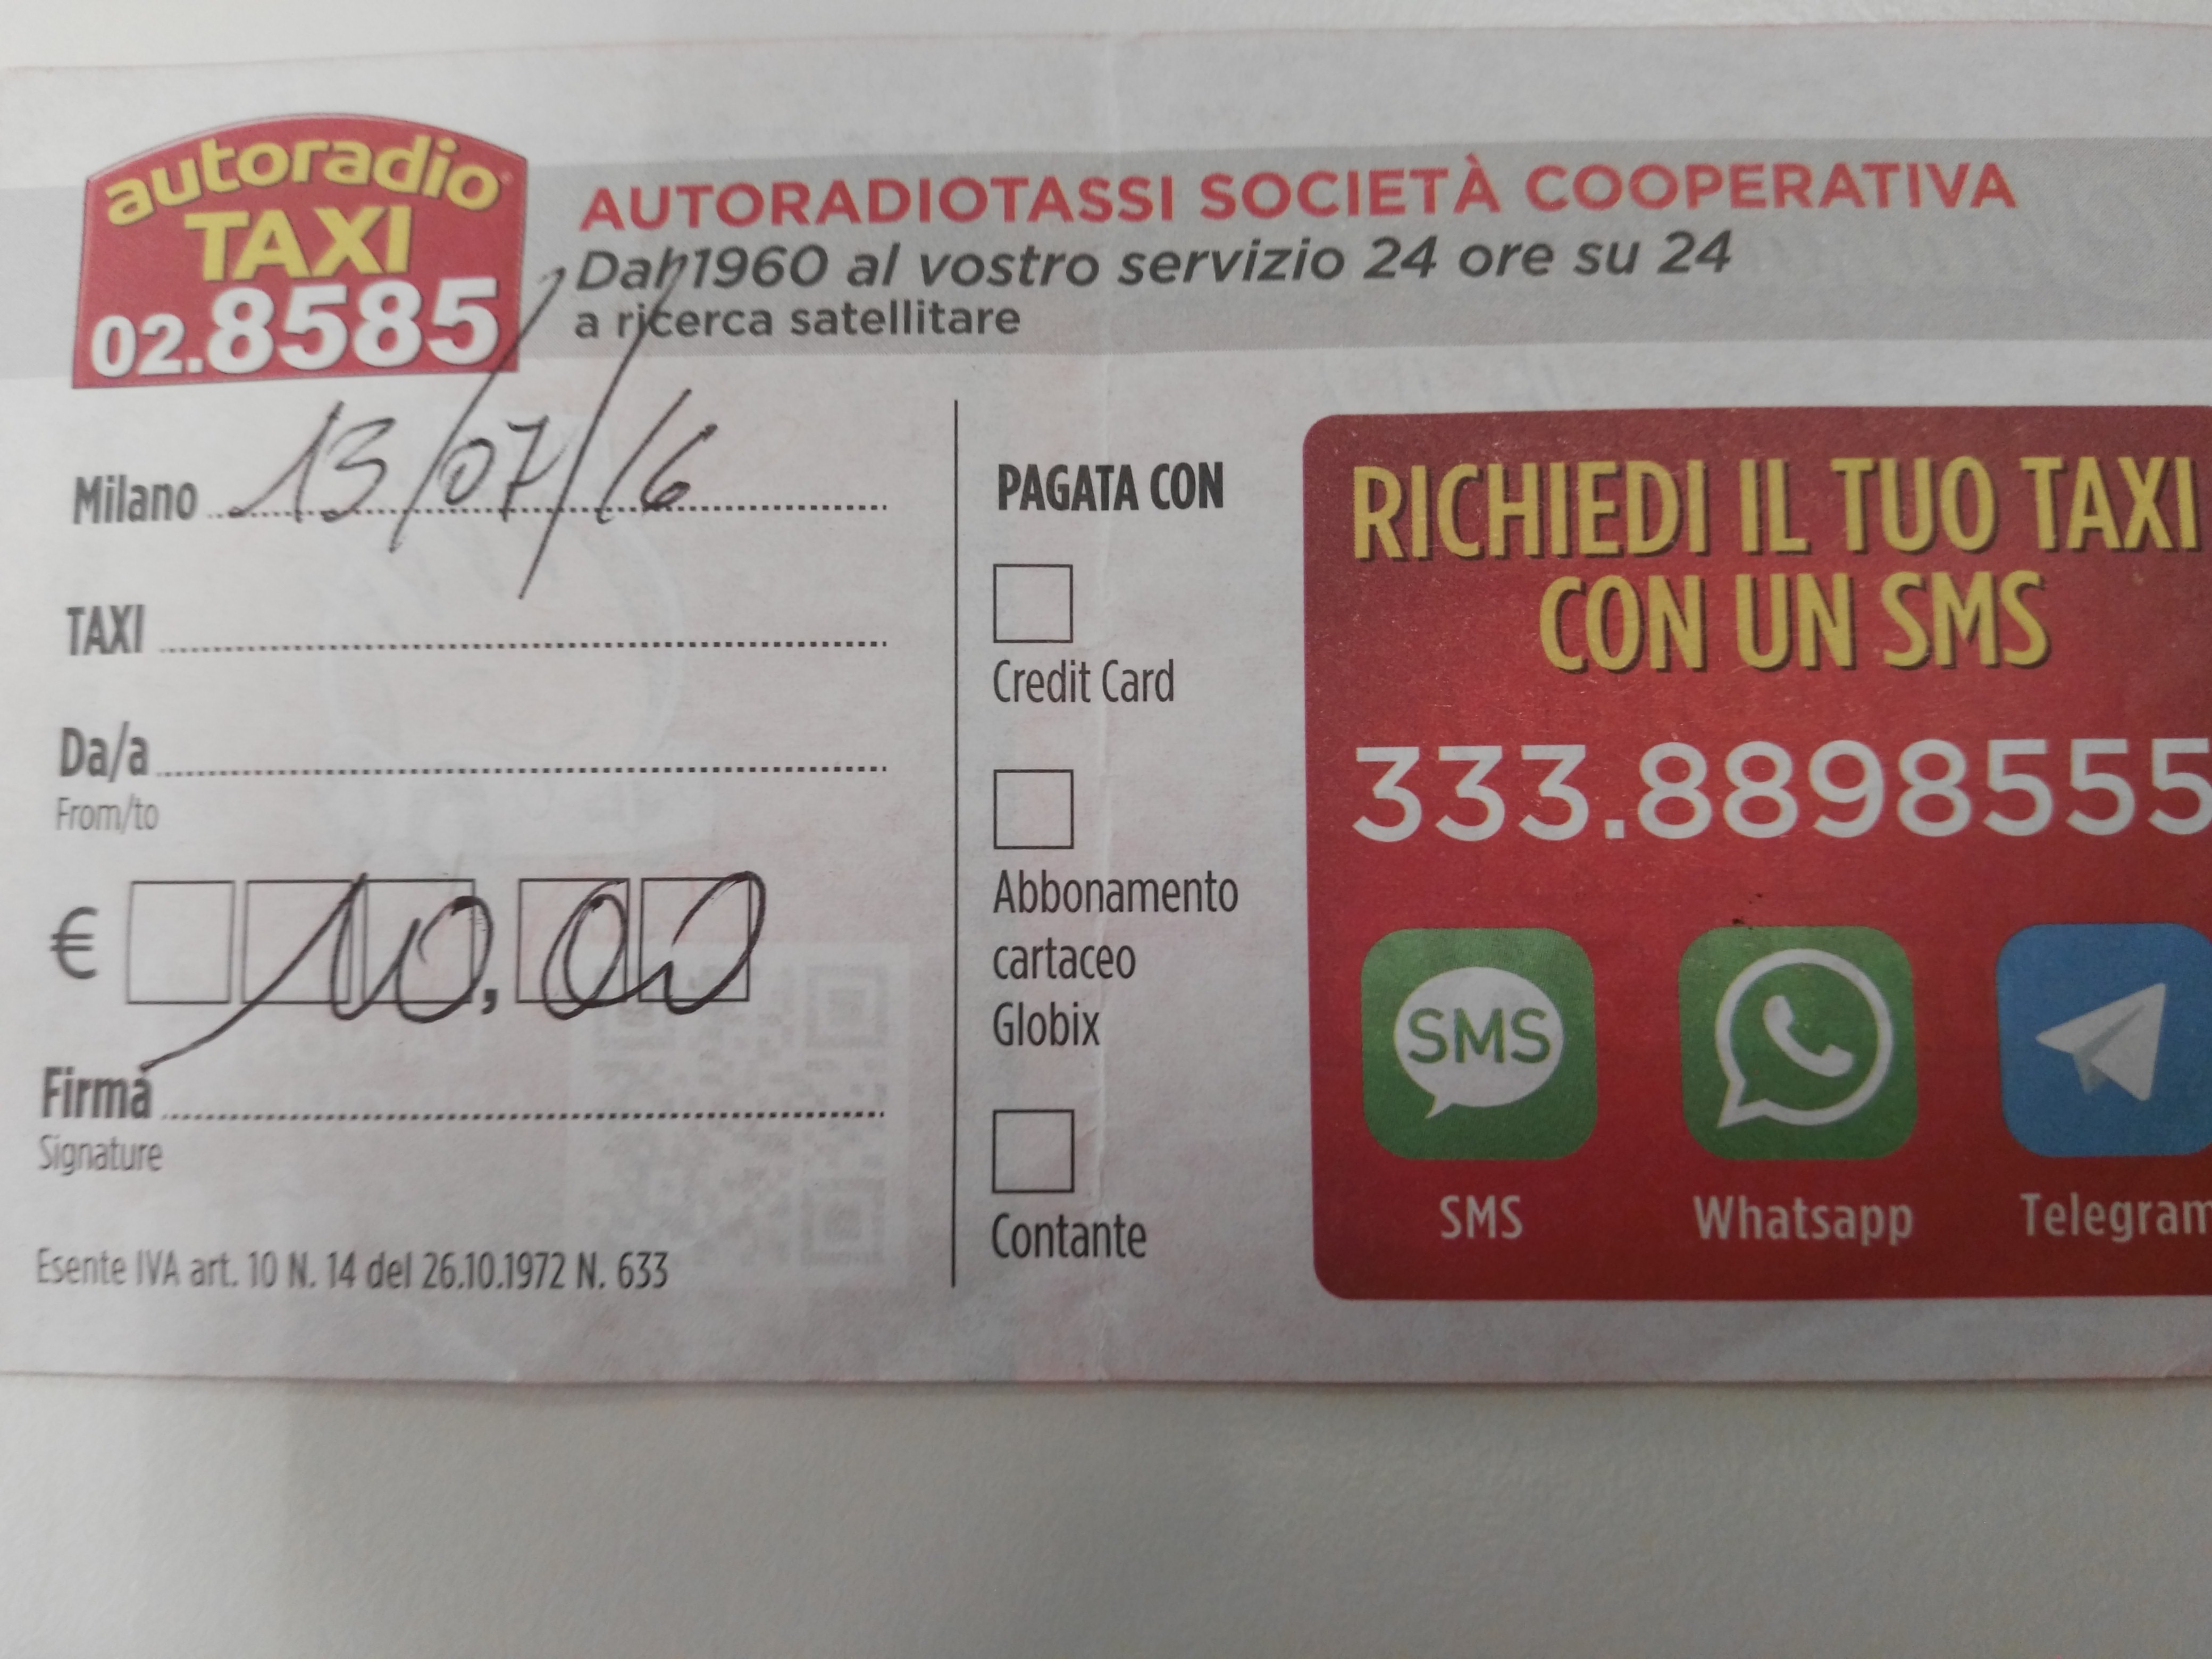 autoradio
TAXI
02.8585
AUTORADIOTASSI SOCIETÀ COOPERATIVA
Dal 1960 al vostro servizio 24 ore su 24
a ricerca satellitare
Milano 13/07/16
TAXI
Da/a
From/to
€ 10,00
Firma
Signature
Esente IVA art. 10 N. 14 del 26.10.1972 N. 633
PAGATA CON
Credit Card
Abbonamento
cartaceo
Globix
Contante
RICHIEDI IL TUO TAXI
CON UN SMS
333.8898555
SMS
SMS Whatsapp Telegram